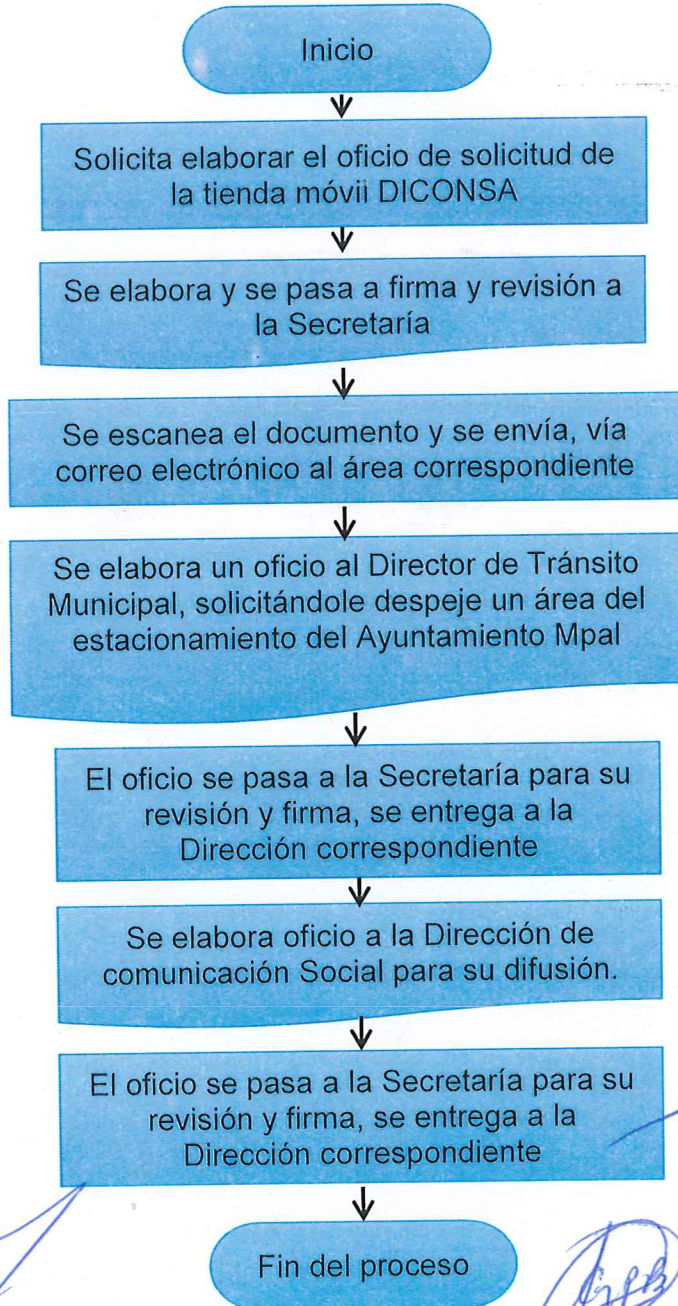 Inicio
Solicita elaborar el oficio de solicitud de
la tienda móvil DICONSA
Se elabora y se pasa a firma y revisión a
la Secretaría
Se escanea el documento y se envía, vía
correo electrónico al área correspondiente
Se elabora un oficio al Director de Tránsito
Municipal, solicitándole despeje un área del
estacionamiento del Ayuntamiento Mpal
El oficio se pasa a la Secretaría para su
revisión y firma, se entrega a la
Dirección correspondiente
Se elabora oficio a la Dirección de
comunicación Social para su difusión.
El oficio se pasa a la Secretaría para su
revisión y firma, se entrega a la
Dirección correspondiente
Fin del proceso